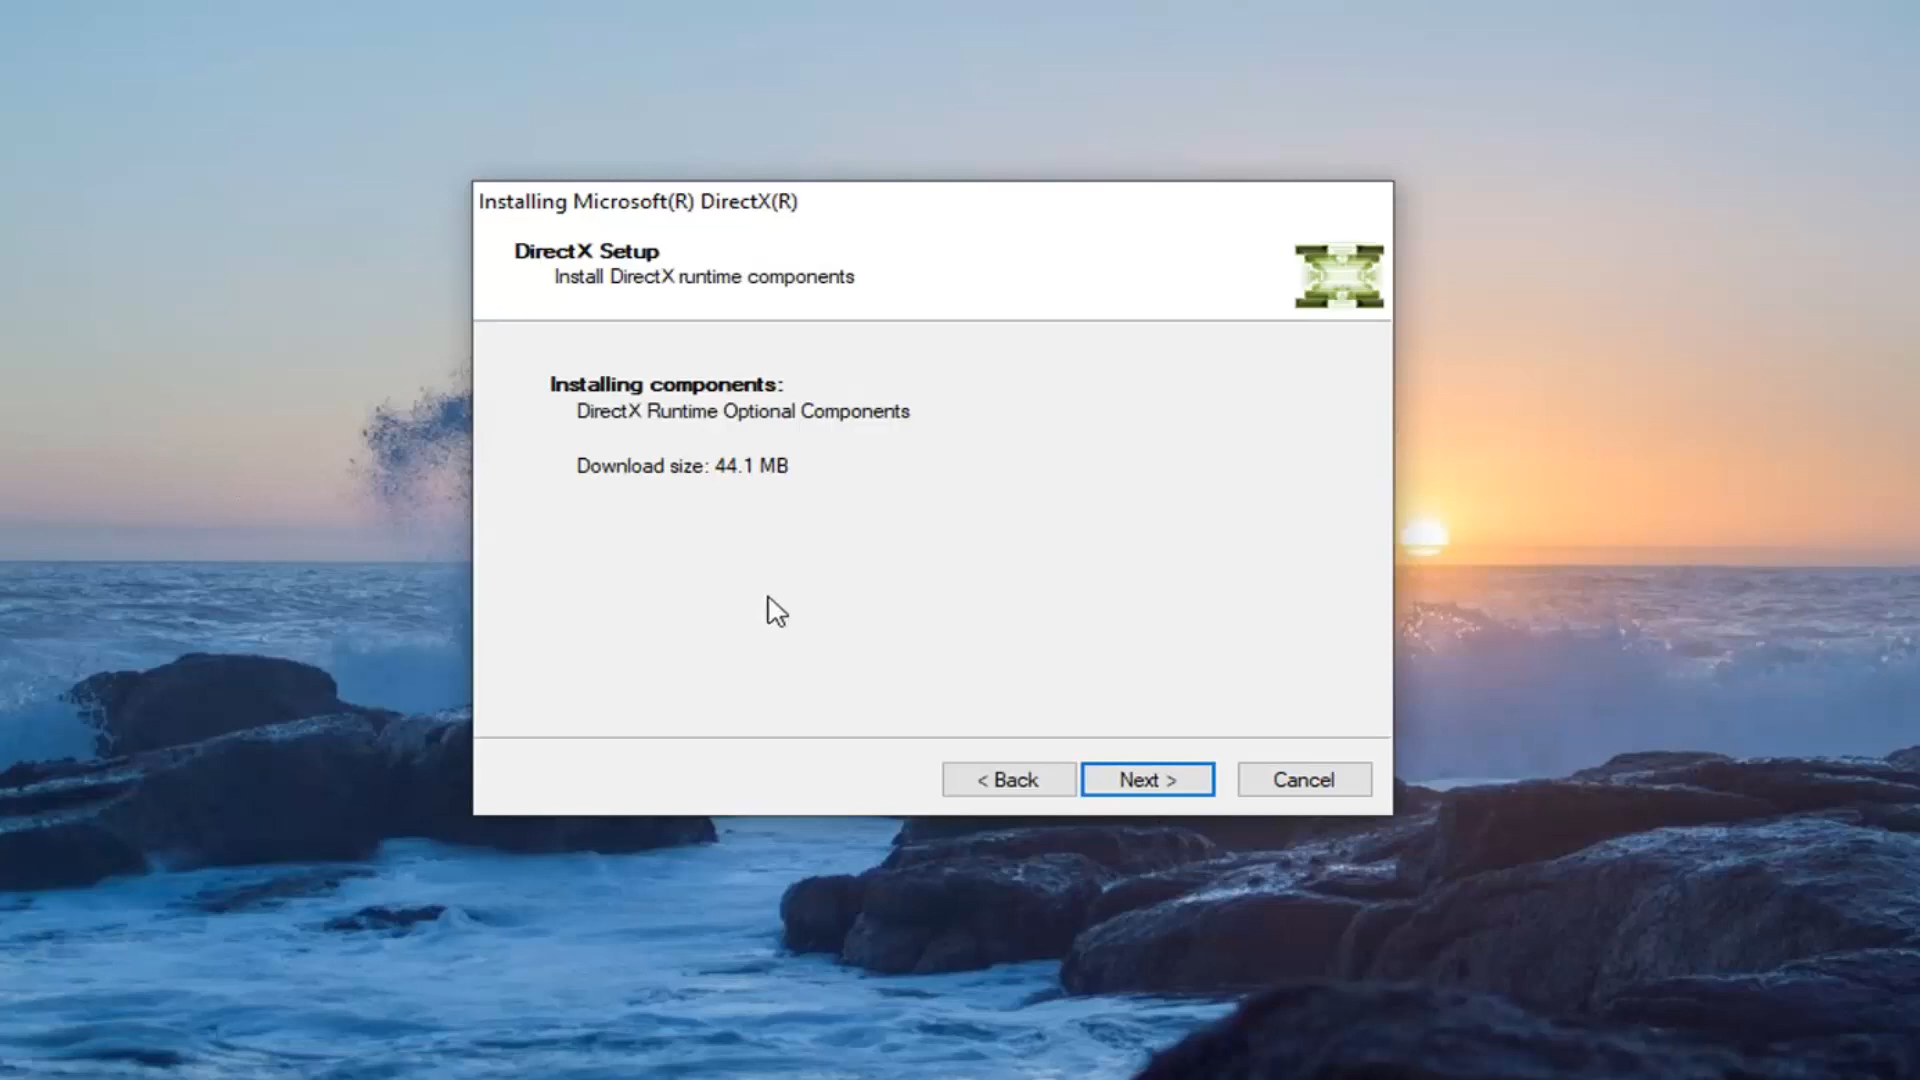 Installing Microsoft(R) DirectX(R)
DirectX Setup
Install DirectX runtime components
Installing components:
DirectX Runtime Optional Components
Download size: 44.1 MB
< Back
Next >
Cancel